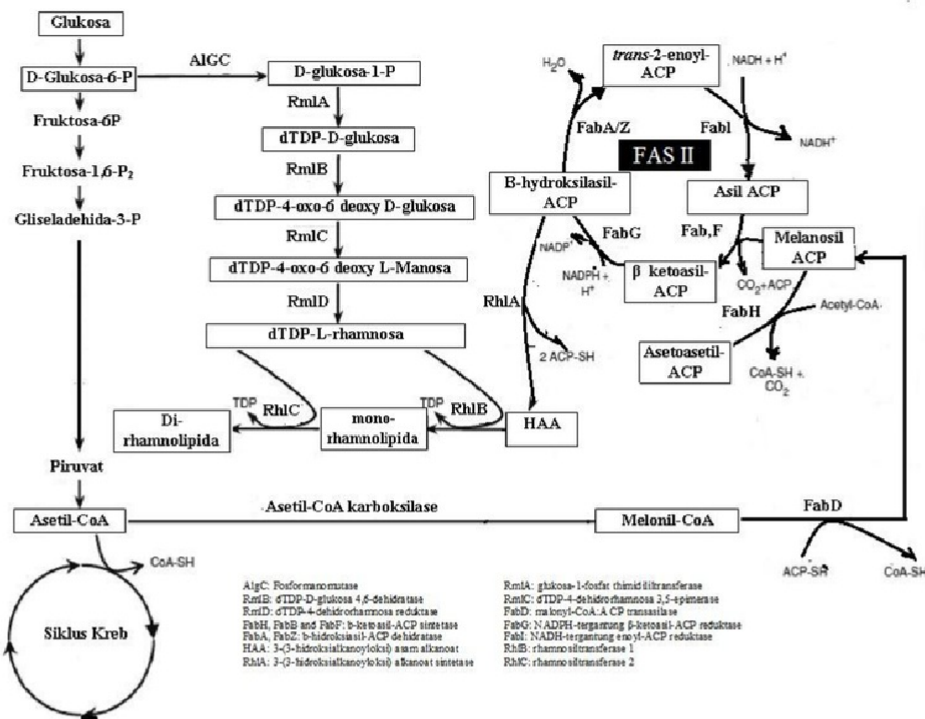 Glukosa
D-Glukosa-6-P
AlGC
D-glukosa-1-P
Fruktosa-6P
RmlA
dTDP-D-glukosa
Fruktosa-1,6-P₂
RmlB
Gliseladehida-3-P
dTDP-4-oxo-6 deoxy D-glukosa
RmlC
dTDP-4-oxo-6 deoxy L-Manosa
RmlD
dTDP-L-rhamnosa
H₂O
trans-2-enoyl-
ACP
NADH + H⁺
FabA/Z
FabI
NADH⁺
FAS II
B-hydroksilasil-
ACP
Asil ACP
FabG
Fab,F
Melanosil
ACP
NADP⁺
NADPH +
H⁺
β ketoasil-
ACP
CO₂+ACP
RhlA
FabH
Acetyl-CoA
2 ACP-SH
Asetoasetil-
ACP
CoA-SH +
CO₂
TDP
RhlC
TDP
RhlB
Di-
rhamnolipida
mono-
rhamnolipida
HAA
Piruvat
Asetil-CoA
Asetil-CoA karboksilase
Melonil-CoA
FabD
CoA-SH
ACP-SH
CoA-SH
Siklus Kreb
AlgC: Fosfomanomutase
RmlB: dTDP-D-glukosa 4,6-dehidratase
RmlD: dTDP-4-dehidrorhamnosa reduktase
FabH, FabB and FabF: b-ketoasil-ACP sintetase
FabA, FabZ: b-hidroksiasil-ACP dehidratase
HAA: 3-(3-hidroksialkanoyloksi) asam alkanoat
RhlA: 3-(3-hidroksialkanoyloksi) alkanoat sintetase
RmlA: glukosa-1-fosfat thimidililtransferase
RmlC: dTDP-4-dehidrorhamnosa 3,5-epimerase
FabD: malonyl-CoA:ACP transasilase
FabG: NADPH-tergantung β-ketoasil-ACP reduktase
FabI: NADH-tergantung enoyl-ACP reduktase
RhlB: rhamnosiltransferase 1
RhlC: rhamnosiltransferase 2